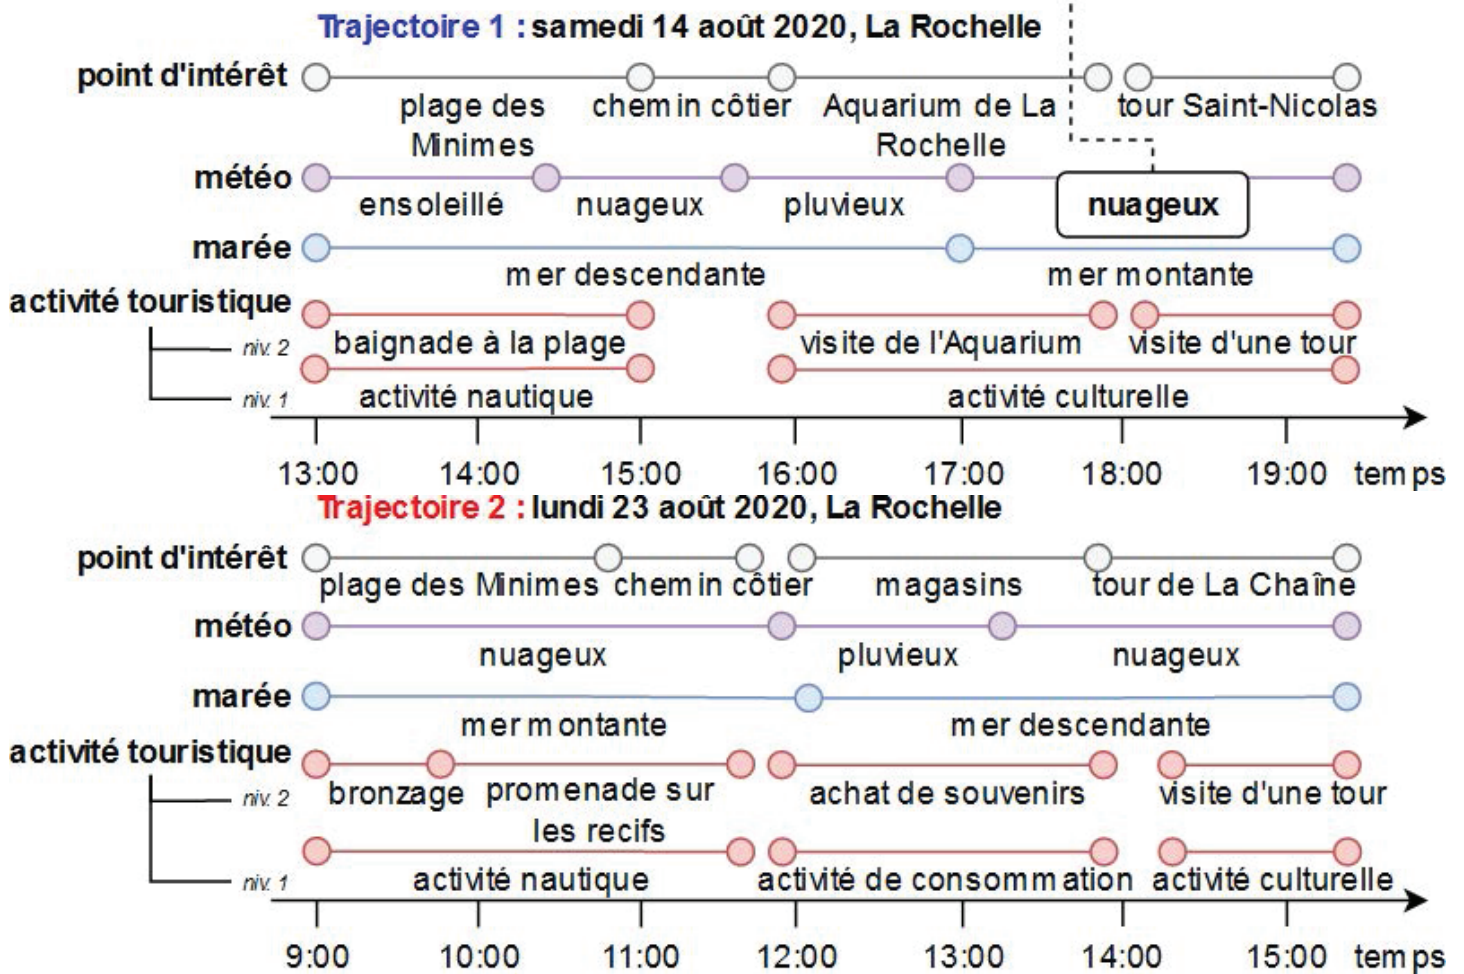 Trajectoire 1 : samedi 14 août 2020, La Rochelle
point d'intérêt
plage des Minimes
chemin côtier
Aquarium de La Rochelle
tour Saint-Nicolas
météo
ensoleillé
nuageux
pluvieux
nuageux
marée
mer descendante
mer montante
activité touristique
niv. 2
baignade à la plage
visite de l'Aquarium
visite d'une tour
niv. 1
activité nautique
activité culturelle
13:00 14:00 15:00 16:00 17:00 18:00 19:00 temps
Trajectoire 2 : lundi 23 août 2020, La Rochelle
point d'intérêt
plage des Minimes
chemin côtier
magasins
tour de La Chaîne
météo
nuageux
pluvieux
nuageux
marée
mer montante
mer descendante
activité touristique
niv. 2
bronzage
promenade sur
les recifs
achat de souvenirs
visite d'une tour
niv. 1
activité nautique
activité de consommation
activité culturelle
9:00 10:00 11:00 12:00 13:00 14:00 15:00 temps